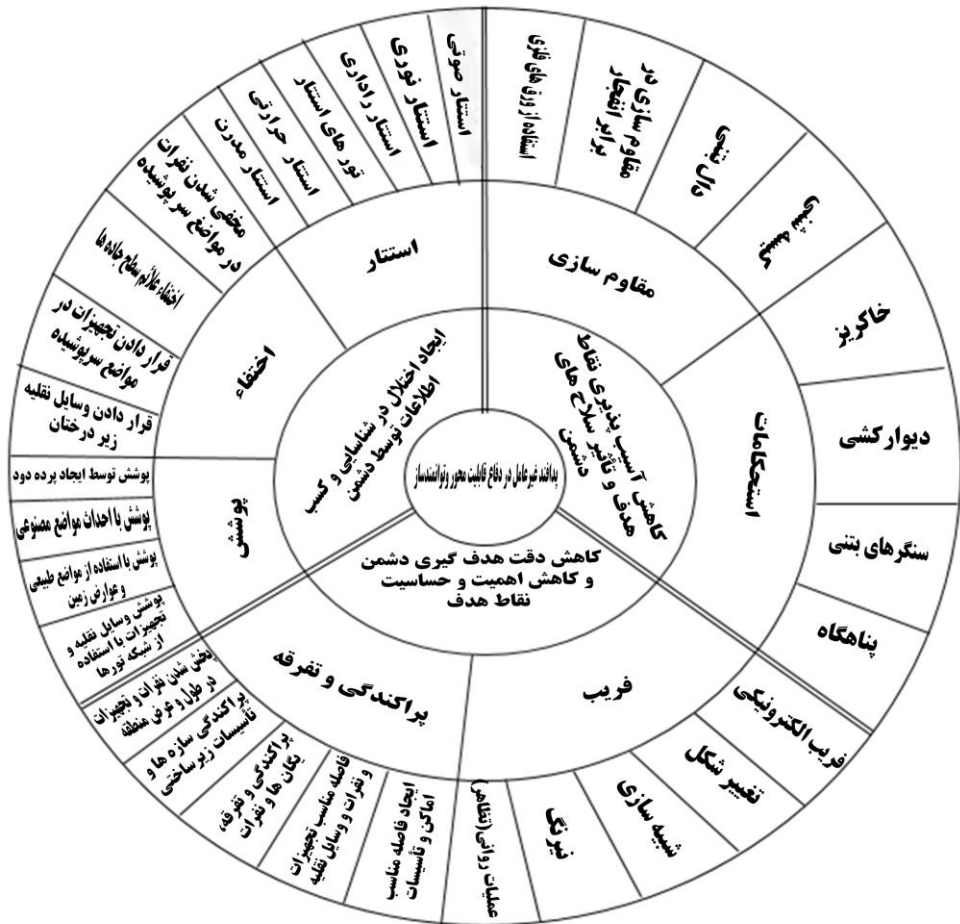 پدافند غیرعامل در دفاع قابلیت محور وتوانمندساز
ایجاد اختلال در شناسایی و کسب
اطلاعات توسط دشمن
کاهش آسیب پذیری نقاط
هدف و تأثیر سلاح های
دشمن
کاهش دقت هدف گیری دشمن
و کاهش اهمیت و حساسیت
نقاط هدف
استتار
اختفاء
پوشش
مقاوم سازی
استحکامات
فریب
پراکندگی و تفرقه
استفاده از ورق های فلزی
مقاوم سازی در
برابر انفجار
دال بتنی
کیسه شنی
خاکریز
دیوارکشی
سنگرهای بتنی
پناهگاه
فریب الکترونیکی
تغییر شکل
شبیه سازی
نیرنگ
عملیات روانی(تظاهر)
ایجاد فاصله مناسب
اماکن و تأسیسات
فاصله مناسب تجهیزات
و نفرات و وسایل نقلیه
پراکندگی و تفرقه،
یکان ها و نفرات
پراکندگی سازه ها و
تأسیسات زیرساختی
پخش شدن نفرات و تجهیزات
در طول و عرض منطقه
پوشش وسایل نقلیه و
تجهیزات با استفاده
از شبکه تورها
پوشش با استفاده از مواضع طبیعی
و عوارض زمین
پوشش با احداث مواضع مصنوعی
پوشش توسط ایجاد پرده دود
قرار دادن وسایل نقلیه
زیر درختان
قرار دادن تجهیزات در
مواضع سرپوشیده
اختفاء علائم سطح جاده ها
مخفی شدن نفرات
در مواضع سر پوشیده
استتار مدرن
استتار حرارتی
تور های استتار
استتار راداری
استتار نوری
استتار صوتی